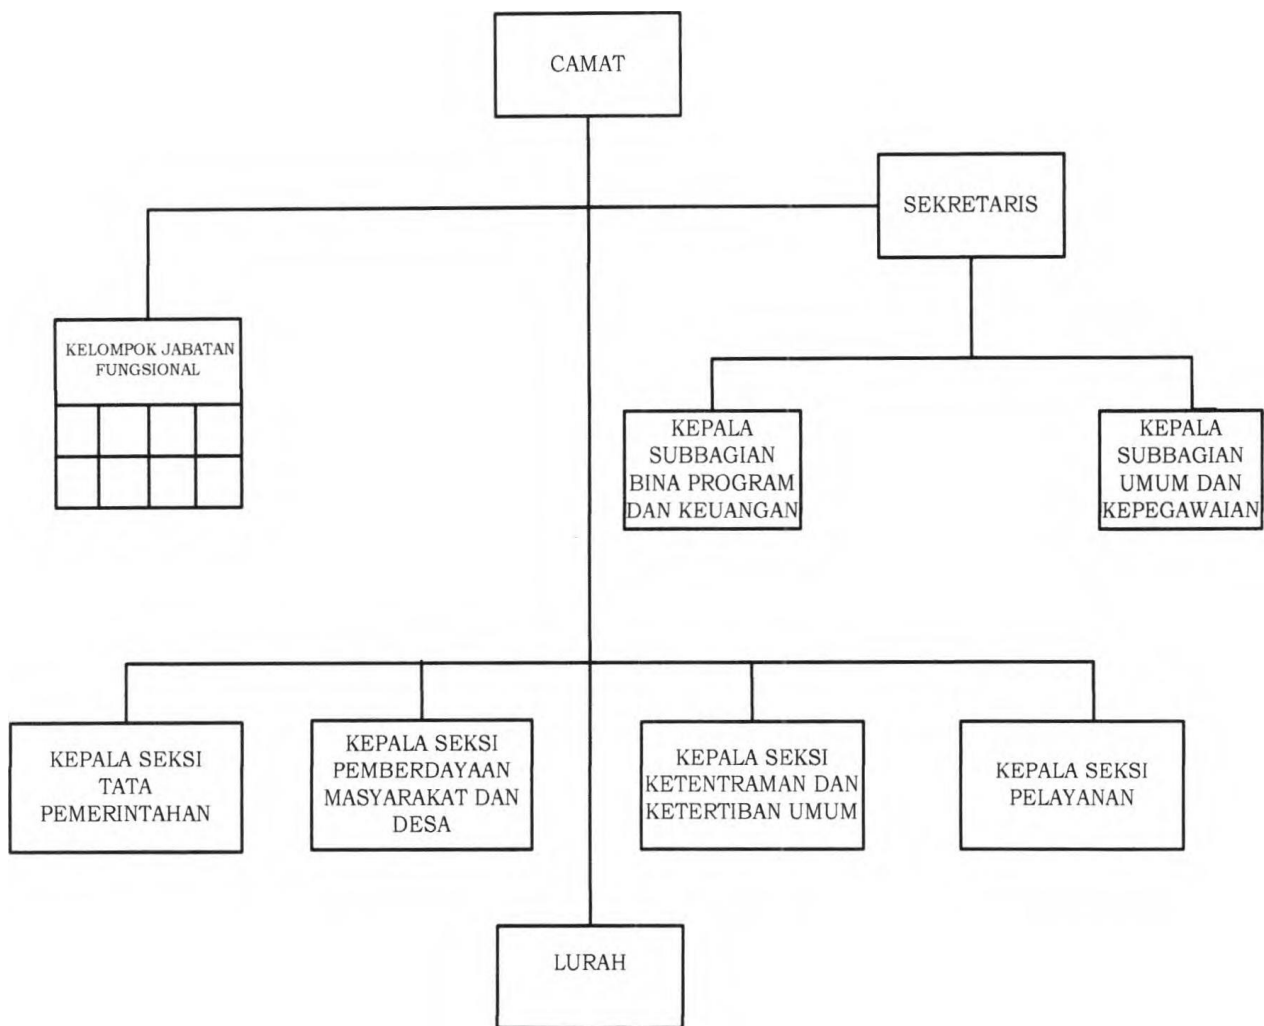 CAMAT
SEKRETARIS
KELOMPOK JABATAN
FUNGSIONAL
KEPALA
SUBBAGIAN
BINA PROGRAM
DAN KEUANGAN
KEPALA
SUBBAGIAN
UMUM DAN
KEPEGAWAIAN
KEPALA SEKSI
TATA
PEMERINTAHAN
KEPALA SEKSI
PEMBERDAYAAN
MASYARAKAT DAN
DESA
KEPALA SEKSI
KETENTRAMAN DAN
KETERTIBAN UMUM
KEPALA SEKSI
PELAYANAN
LURAH